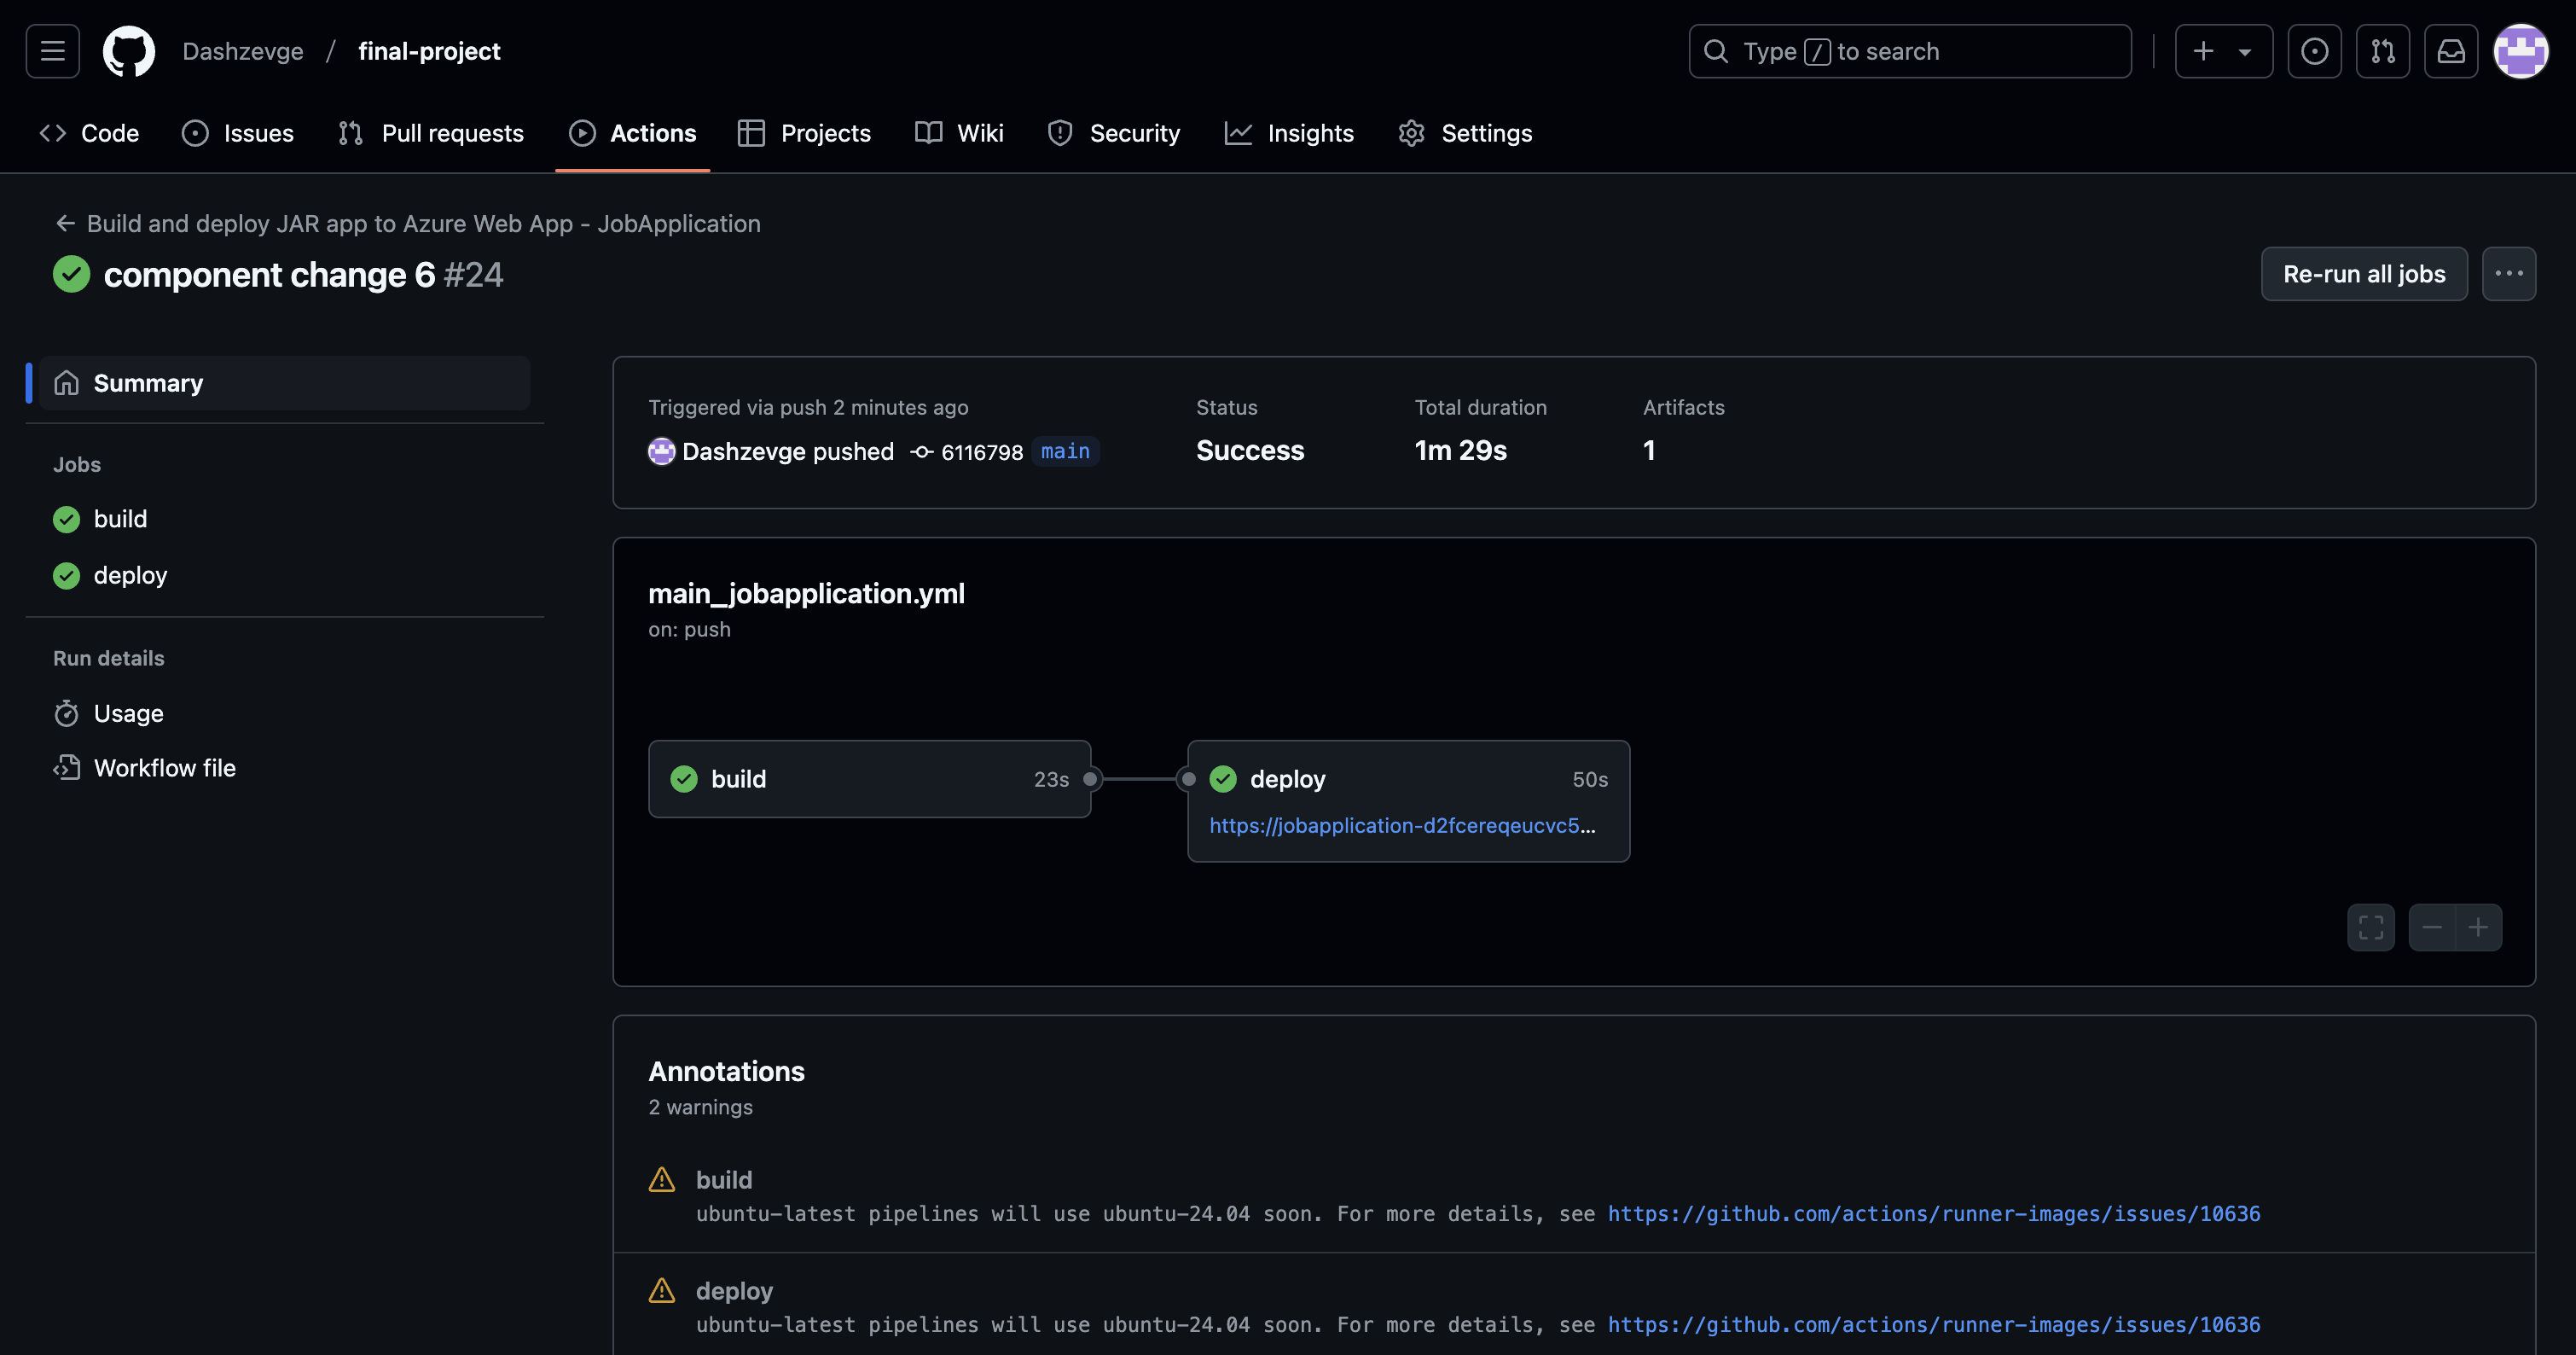 Dashzevge / final-project
Type / to search
Code Issues Pull requests Actions Projects Wiki Security Insights Settings
Build and deploy JAR app to Azure Web App - JobApplication
component change 6 #24
Re-run all jobs
Summary
Jobs
build
deploy
Run details
Usage
Workflow file
Triggered via push 2 minutes ago
Dashzevge pushed 6116798 main
Status
Success
Total duration
1m 29s
Artifacts
1
main_jobapplication.yml
on: push
build 23s
deploy 50s
https://jobapplication-d2fcereqeucvc5...
Annotations
2 warnings
build
ubuntu-latest pipelines will use ubuntu-24.04 soon. For more details, see https://github.com/actions/runner-images/issues/10636
deploy
ubuntu-latest pipelines will use ubuntu-24.04 soon. For more details, see https://github.com/actions/runner-images/issues/10636